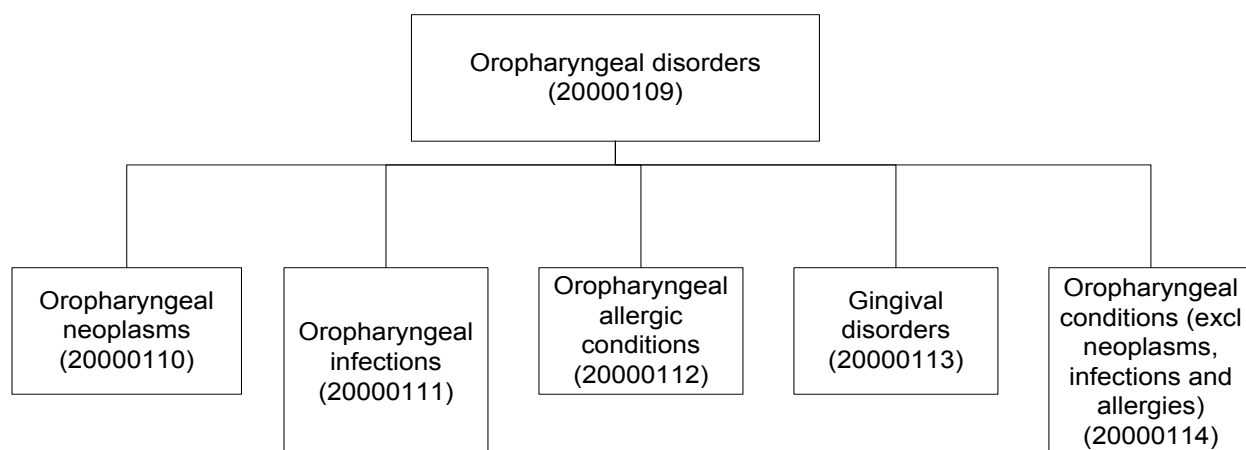 Oropharyngeal disorders
(20000109)
Oropharyngeal
neoplasms
(20000110)
Oropharyngeal
infections
(20000111)
Oropharyngeal
allergic
conditions
(20000112)
Gingival
disorders
(20000113)
Oropharyngeal
conditions (excl
neoplasms,
infections and
allergies)
(20000114)